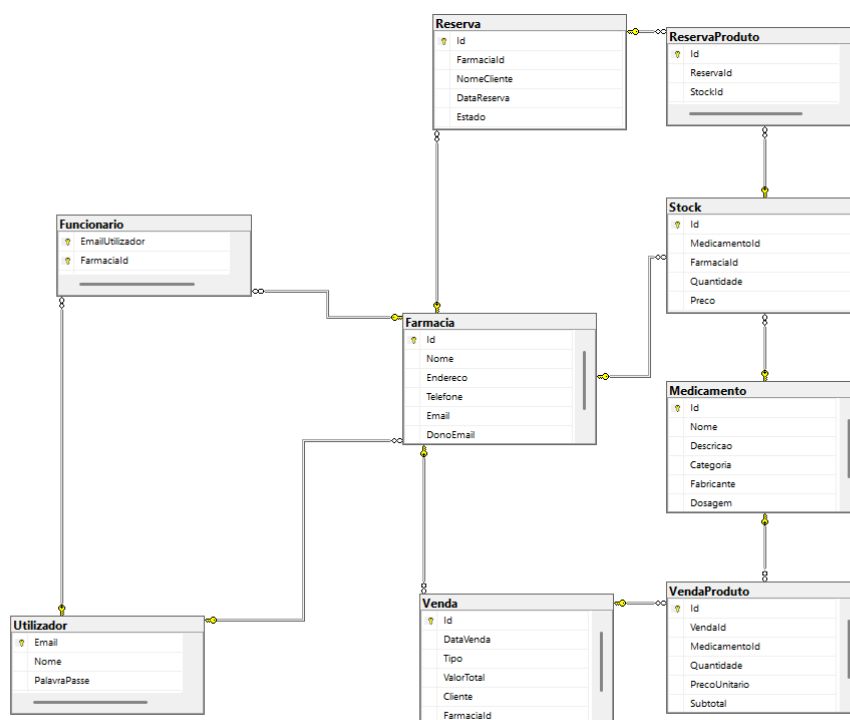 Reserva
Id
FarmaciaId
NomeCliente
DataReserva
Estado
ReservaProduto
Id
ReservaId
StockId
Funcionario
EmailUtilizador
FarmaciaId
Stock
Id
MedicamentoId
FarmaciaId
Quantidade
Preco
Farmacia
Id
Nome
Endereco
Telefone
Email
DonoEmail
Medicamento
Id
Nome
Descricao
Categoria
Fabricante
Dosagem
Utilizador
Email
Nome
PalavraPasse
Venda
Id
DataVenda
Tipo
ValorTotal
Cliente
FarmaciaId
VendaProduto
Id
VendaId
MedicamentoId
Quantidade
PrecoUnitario
Subtotal